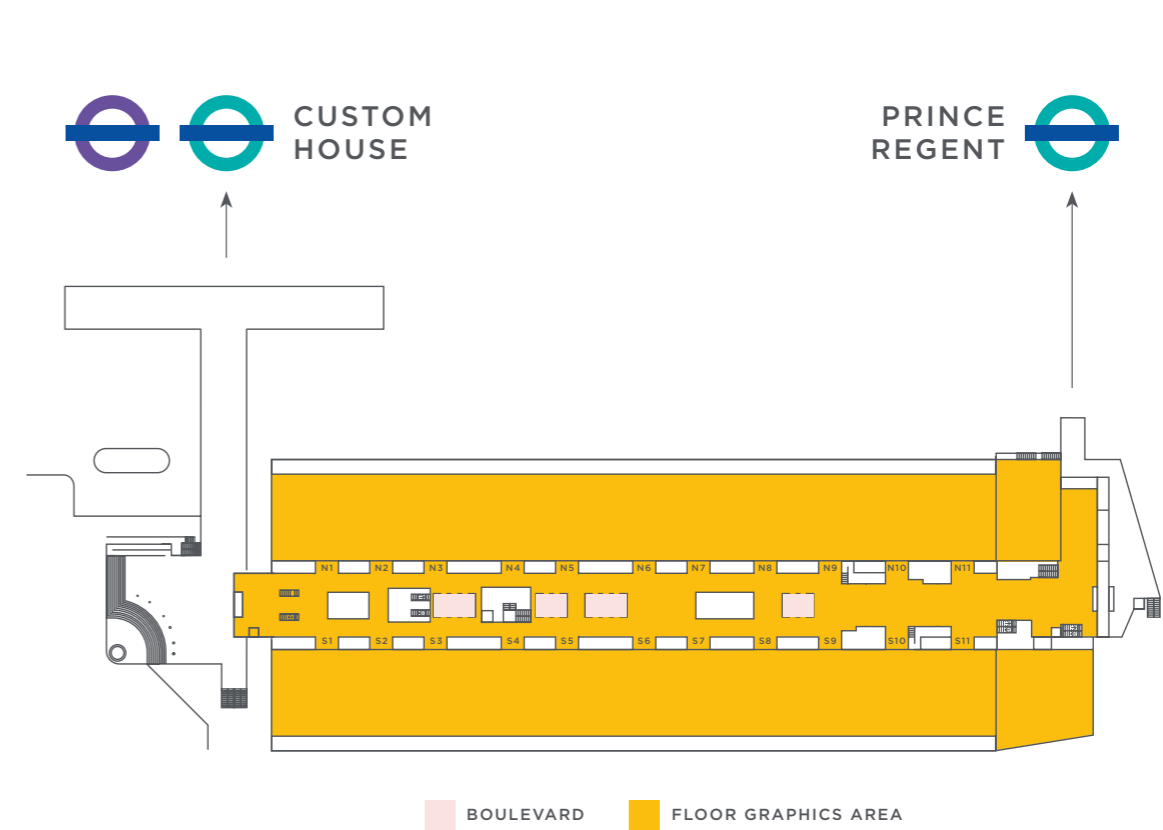 CUSTOM
HOUSE
PRINCE
REGENT
N1 N2 N3 N4 N5 N6 N7 N8 N9 N10 N11
S1 S2 S3 S4 S5 S6 S7 S8 S9 S10 S11
BOULEVARD FLOOR GRAPHICS AREA